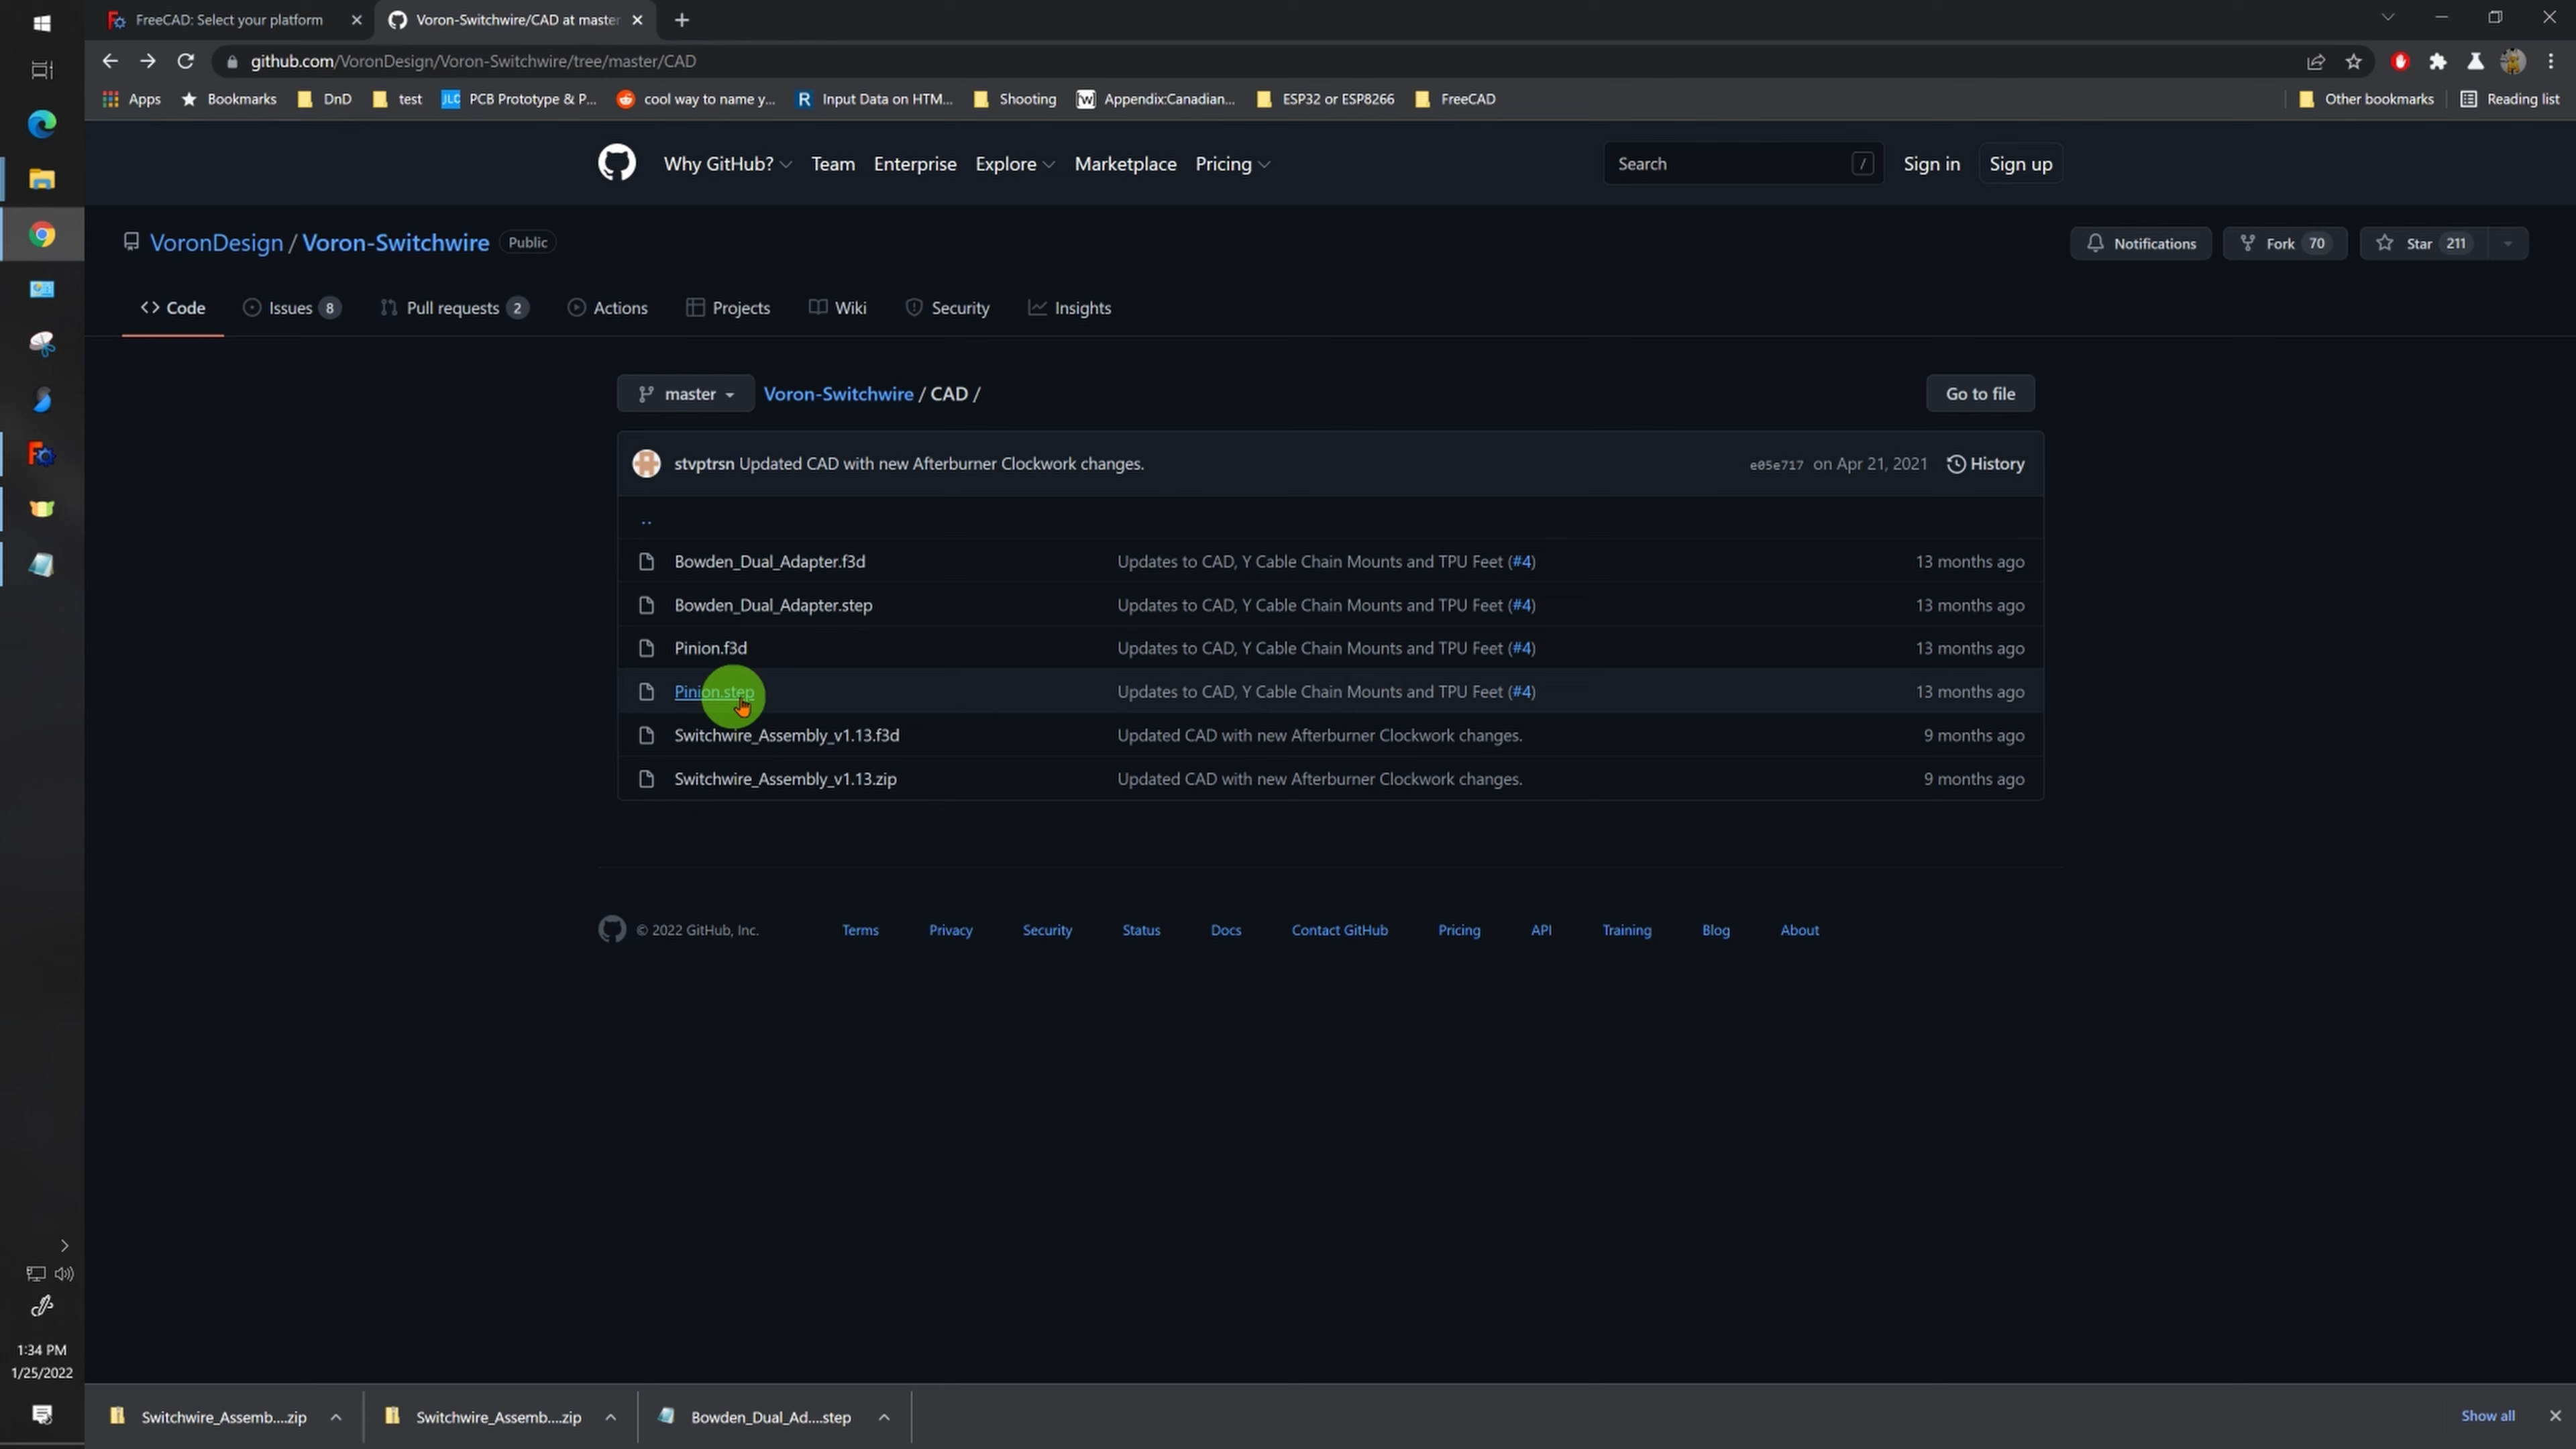 FreeCAD: Select your platform
Voron-Switchwire/CAD at master
github.com/VoronDesign/Voron-Switchwire/tree/master/CAD
Apps Bookmarks DnD test JLC PCB Prototype & P... cool way to name y... R Input Data on HTM... Shooting W Appendix:Canadian... ESP32 or ESP8266 FreeCAD Other bookmarks Reading list
Why GitHub? Team Enterprise Explore Marketplace Pricing Search / Sign in Sign up
VoronDesign / Voron-Switchwire Public Notifications Fork 70 Star 211
Code Issues 8 Pull requests 2 Actions Projects Wiki Security Insights
master Voron-Switchwire / CAD / Go to file
stvptrsn Updated CAD with new Afterburner Clockwork changes. e05e717 on Apr 21, 2021 History
..
Bowden_Dual_Adapter.f3d Updates to CAD, Y Cable Chain Mounts and TPU Feet (#4) 13 months ago
Bowden_Dual_Adapter.step Updates to CAD, Y Cable Chain Mounts and TPU Feet (#4) 13 months ago
Pinion.f3d Updates to CAD, Y Cable Chain Mounts and TPU Feet (#4) 13 months ago
Pinion.step Updates to CAD, Y Cable Chain Mounts and TPU Feet (#4) 13 months ago
Switchwire_Assembly_v1.13.f3d Updated CAD with new Afterburner Clockwork changes. 9 months ago
Switchwire_Assembly_v1.13.zip Updated CAD with new Afterburner Clockwork changes. 9 months ago
© 2022 GitHub, Inc. Terms Privacy Security Status Docs Contact GitHub Pricing API Training Blog About
1:34 PM
1/25/2022
Switchwire_Assemb....zip Switchwire_Assemb....zip Bowden_Dual_Ad....step Show all